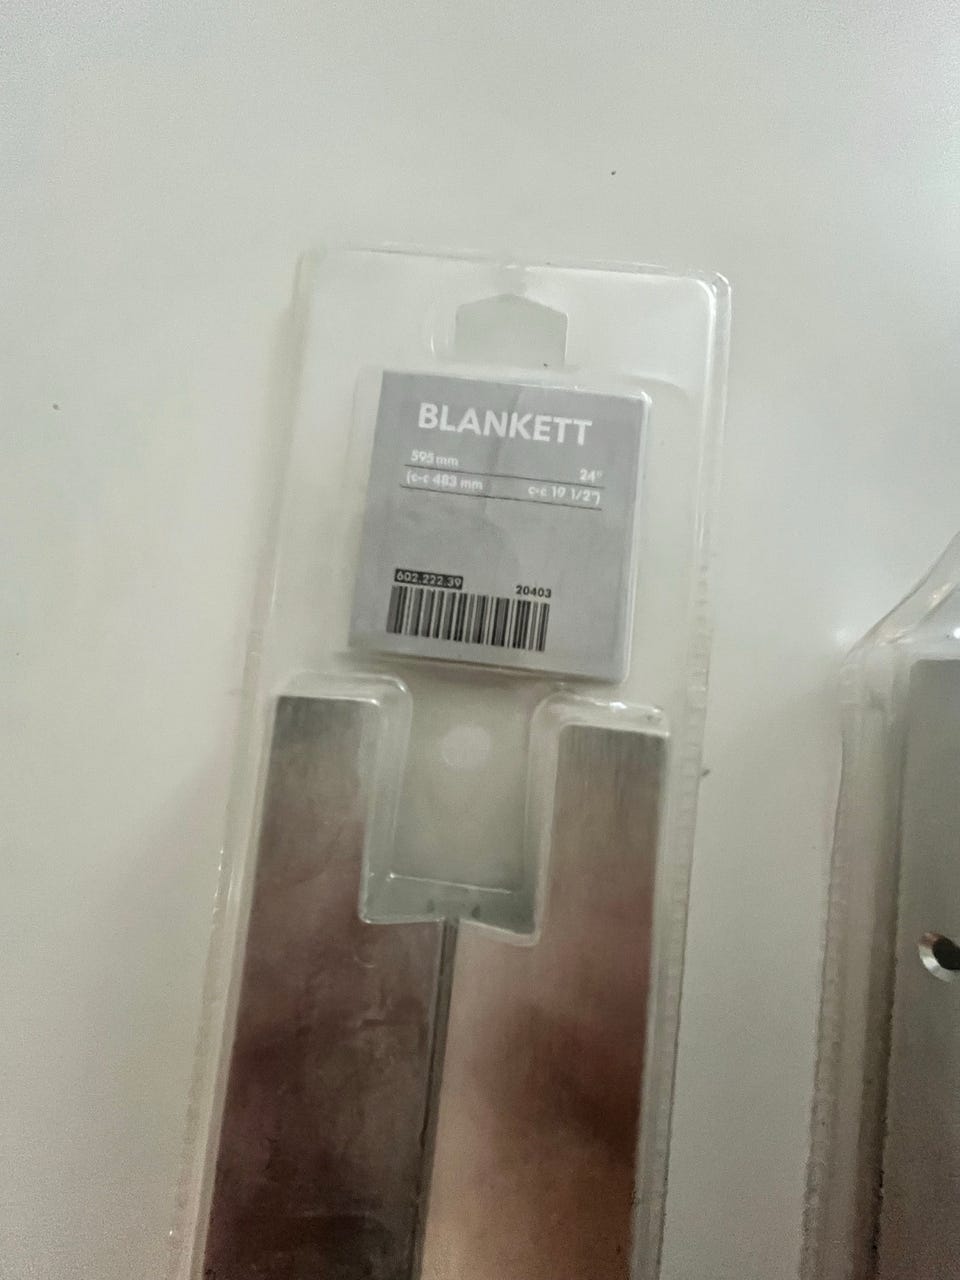 BLANKETT
595 mm 24"
(c-c 483 mm c-c 19 1/2")
602.222.39 20403